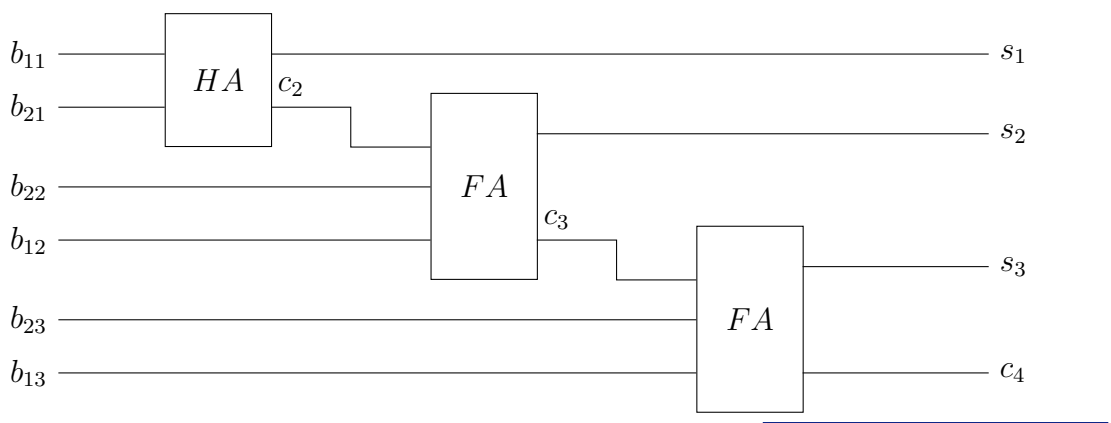 b₁₁ HA s₁
b₂₁ c₂
s₂
b₂₂ FA
b₁₂ c₃
s₃
b₂₃ FA
b₁₃ c₄